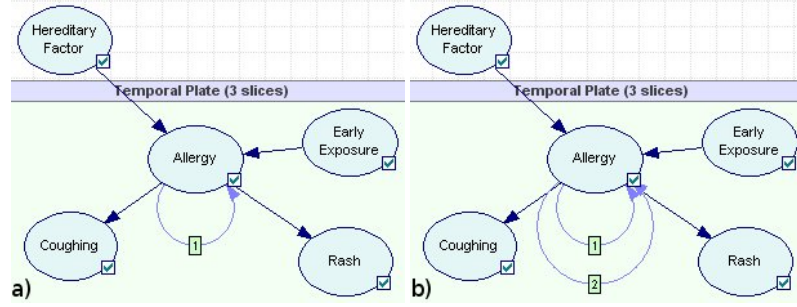 Hereditary
Factor
Temporal Plate (3 slices)
Early
Exposure
Allergy
Coughing
1
Rash
a)
Hereditary
Factor
Temporal Plate (3 slices)
Early
Exposure
Allergy
Coughing
1
Rash
2
b)